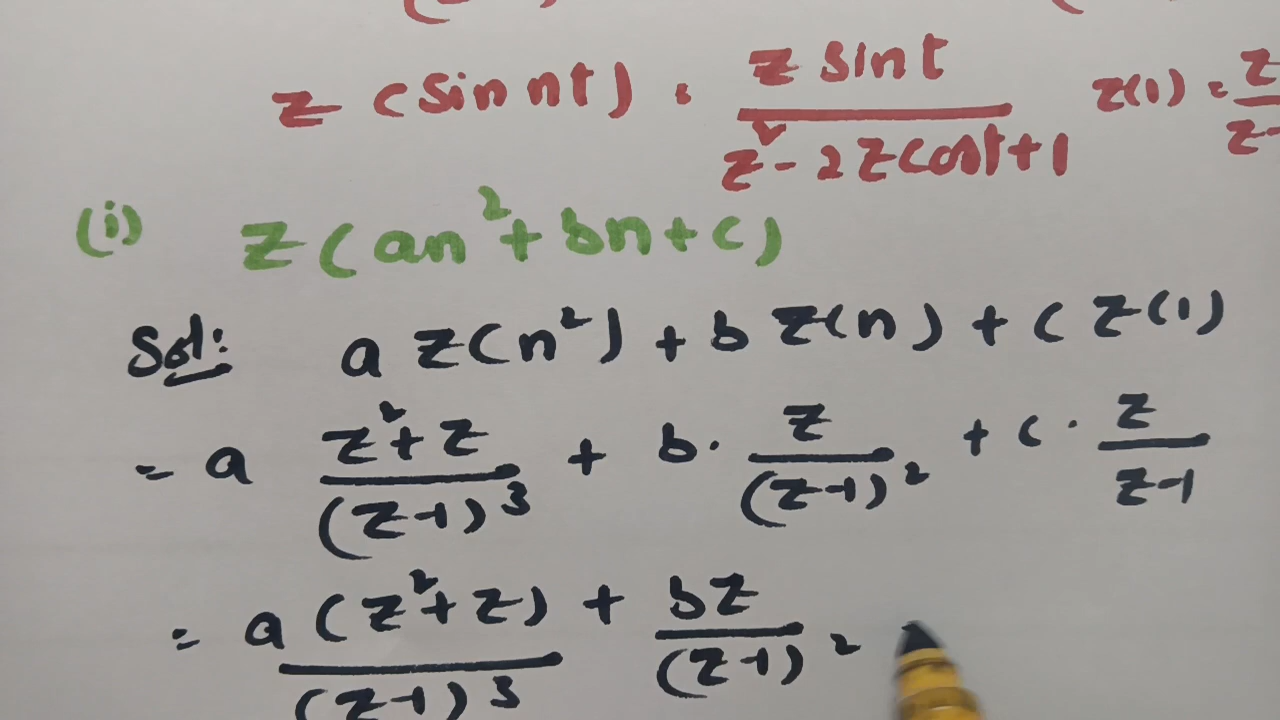 z (sin nt) = z sin t / z² - 2z cost + 1    z(1) = z / z-
(i) z(an² + bn + c)
Sol: a z(n²) + b z(n) + c z(1)
= a z² + z / (z-1)³ + b. z / (z-1)² + c. z / z-1
= a (z² + z) / (z-1)³ + bz / (z-1)²